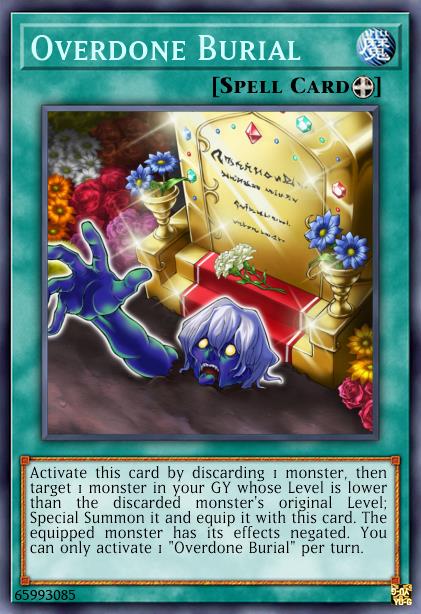 OVERDONE BURIAL
[SPELL CARD]
Activate this card by discarding 1 monster, then
target 1 monster in your GY whose Level is lower
than the discarded monster's original Level;
Special Summon it and equip it with this card. The
equipped monster has its effects negated. You
can only activate 1 "Overdone Burial" per turn.
65993085